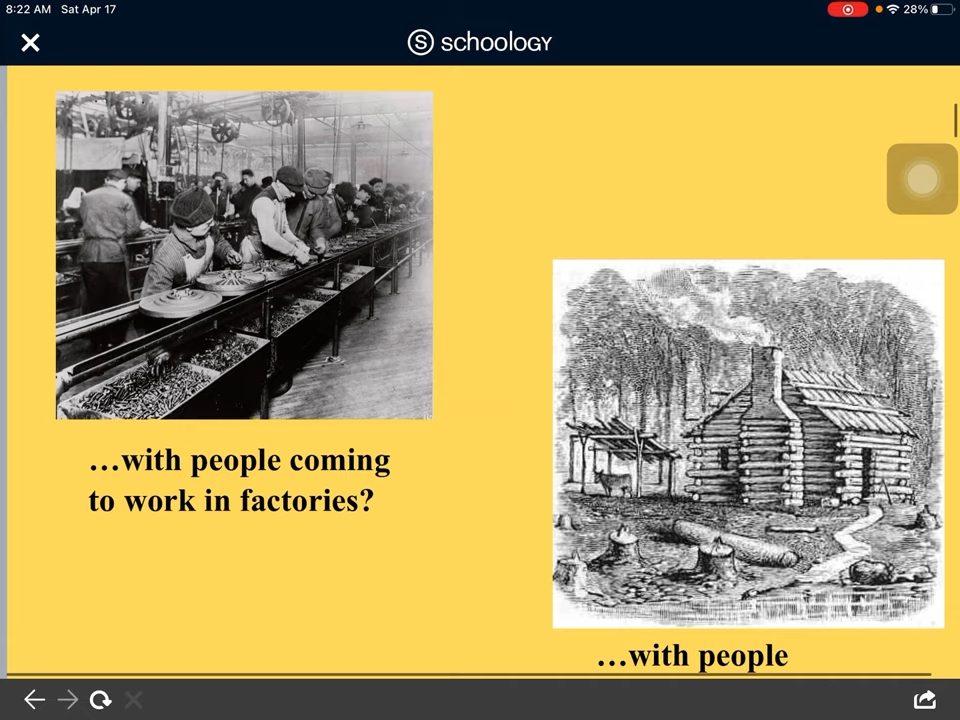 8:22 AM Sat Apr 17
28%
S schoology
…with people coming
to work in factories?
…with people